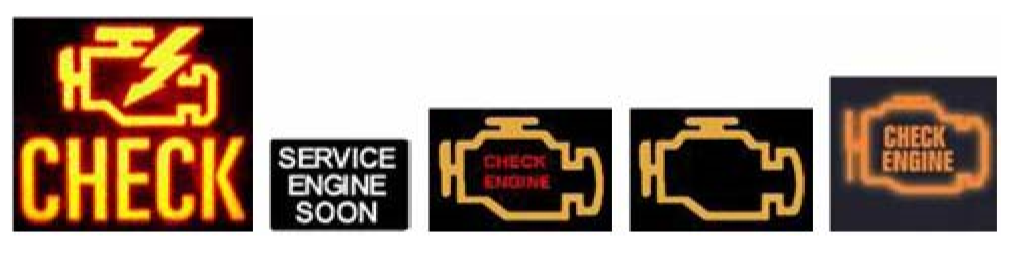 CHECK
SERVICE
ENGINE
SOON
CHECK
ENGINE
CHECK
ENGINE